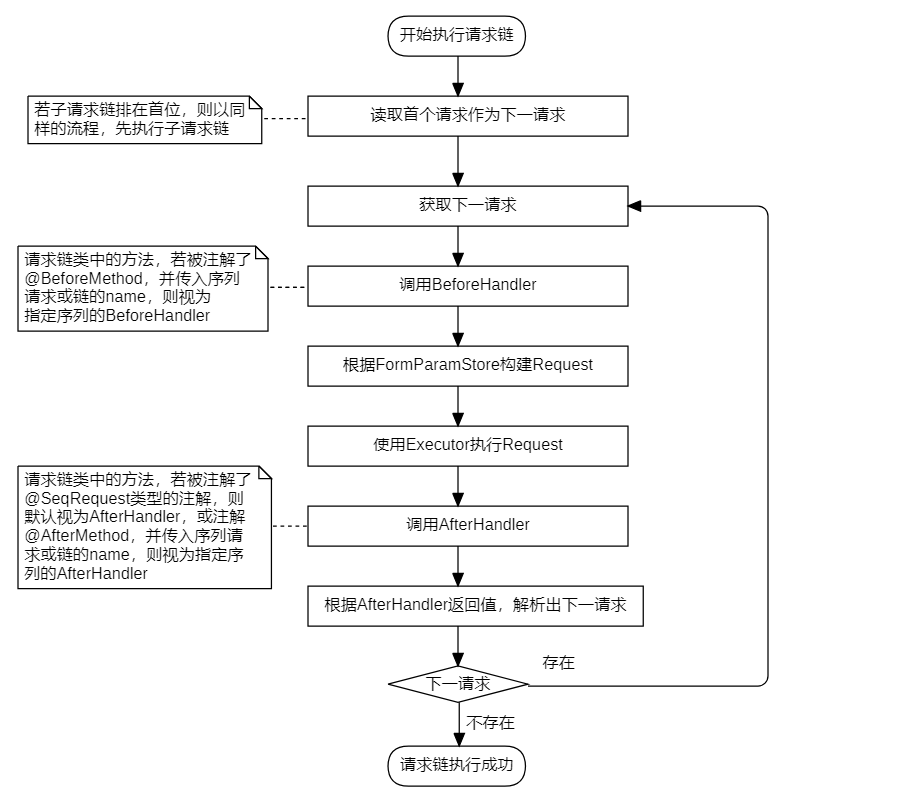 开始执行请求链
若子请求链排在首位，则以同
样的流程，先执行子请求链
读取首个请求作为下一请求
获取下一请求
请求链类中的方法，若被注解了
@BeforeMethod，并传入序列
请求或链的name，则视为
指定序列的BeforeHandler
调用BeforeHandler
根据FormParamStore构建Request
使用Executor执行Request
请求链类中的方法，若被注解了
@SeqRequest类型的注解，则
默认视为AfterHandler，或注解
@AfterMethod，并传入序列请
求或链的name，则视为指定序
列的AfterHandler
调用AfterHandler
根据AfterHandler返回值，解析出下一请求
存在
下一请求
不存在
请求链执行成功